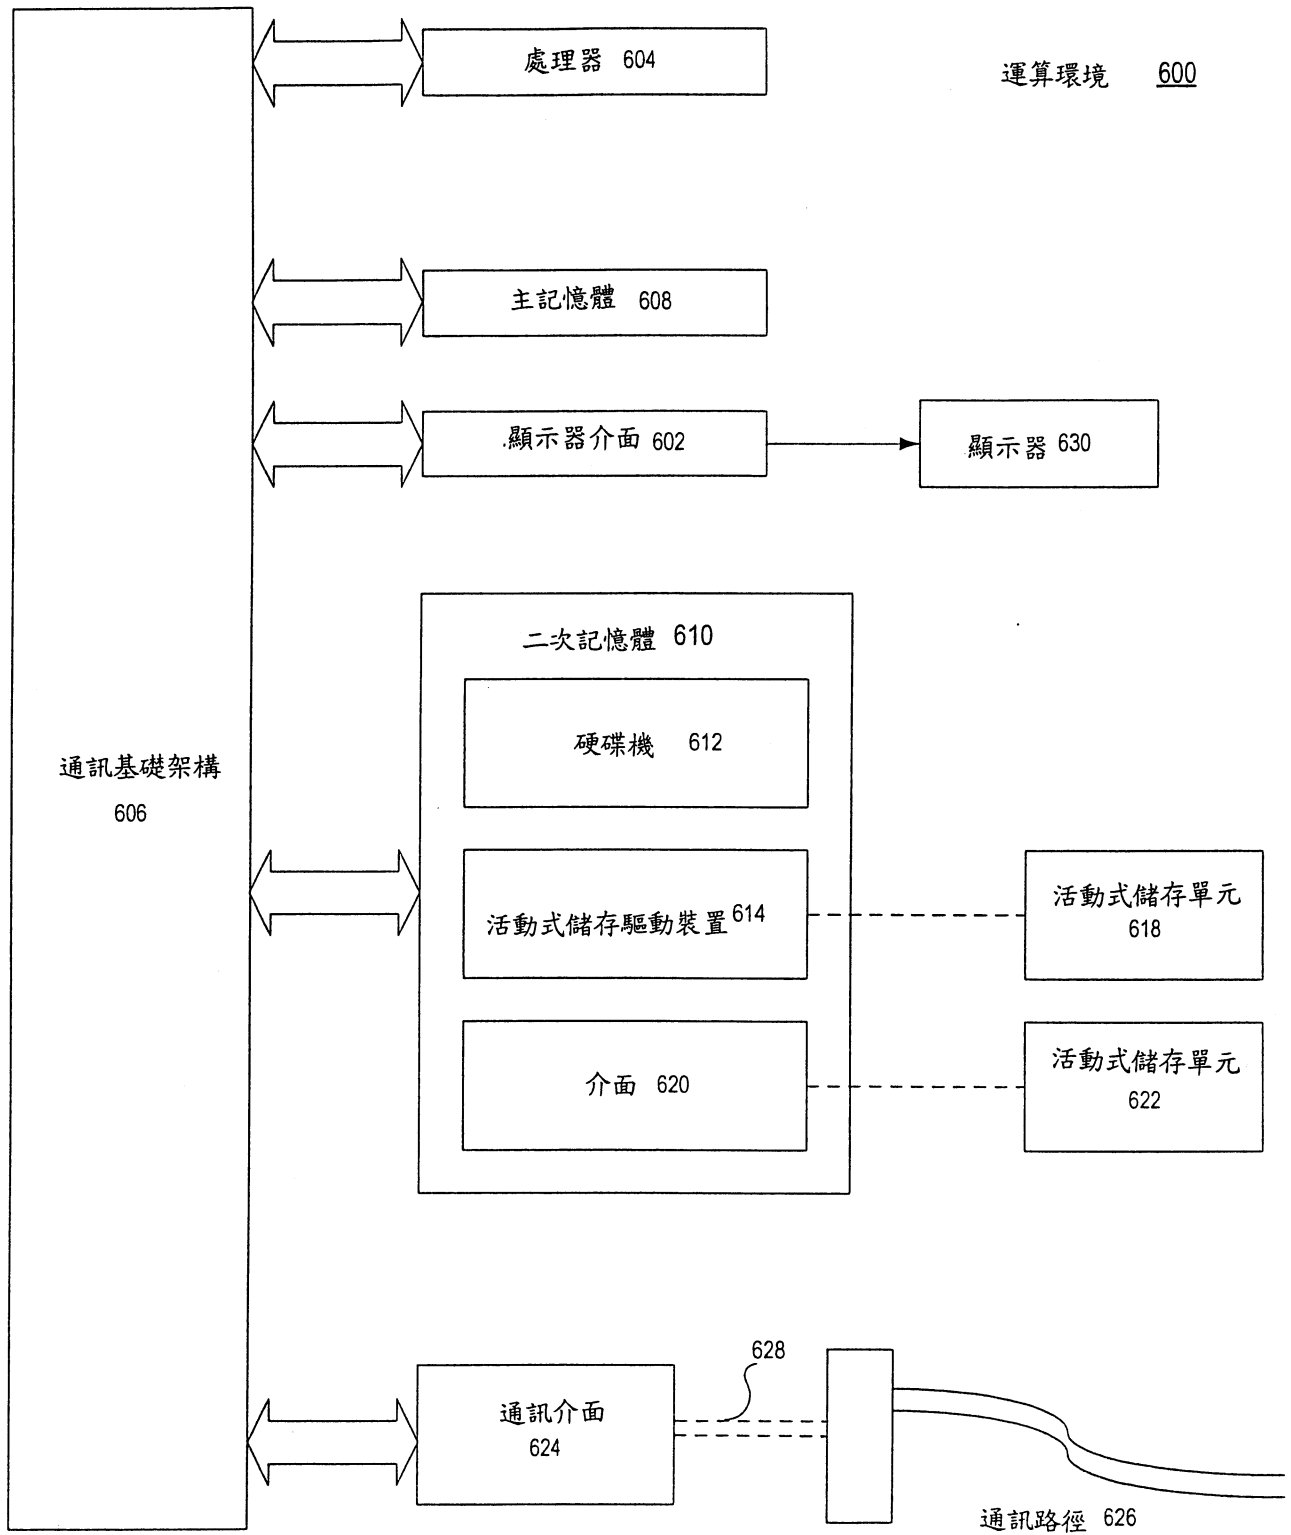 處理器 604
運算環境 600
主記憶體 608
顯示器介面 602
顯示器 630
二次記憶體 610
硬碟機 612
通訊基礎架構
606
活動式儲存驅動裝置 614
活動式儲存單元
618
介面 620
活動式儲存單元
622
628
通訊介面
624
通訊路徑 626